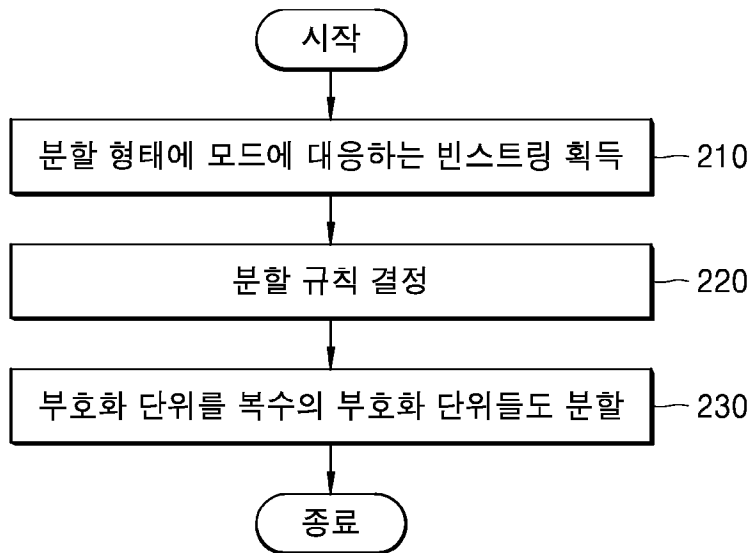 시작
분할 형태에 모드에 대응하는 빈스트링 획득
210
분할 규칙 결정
220
부호화 단위를 복수의 부호화 단위들도 분할
230
종료